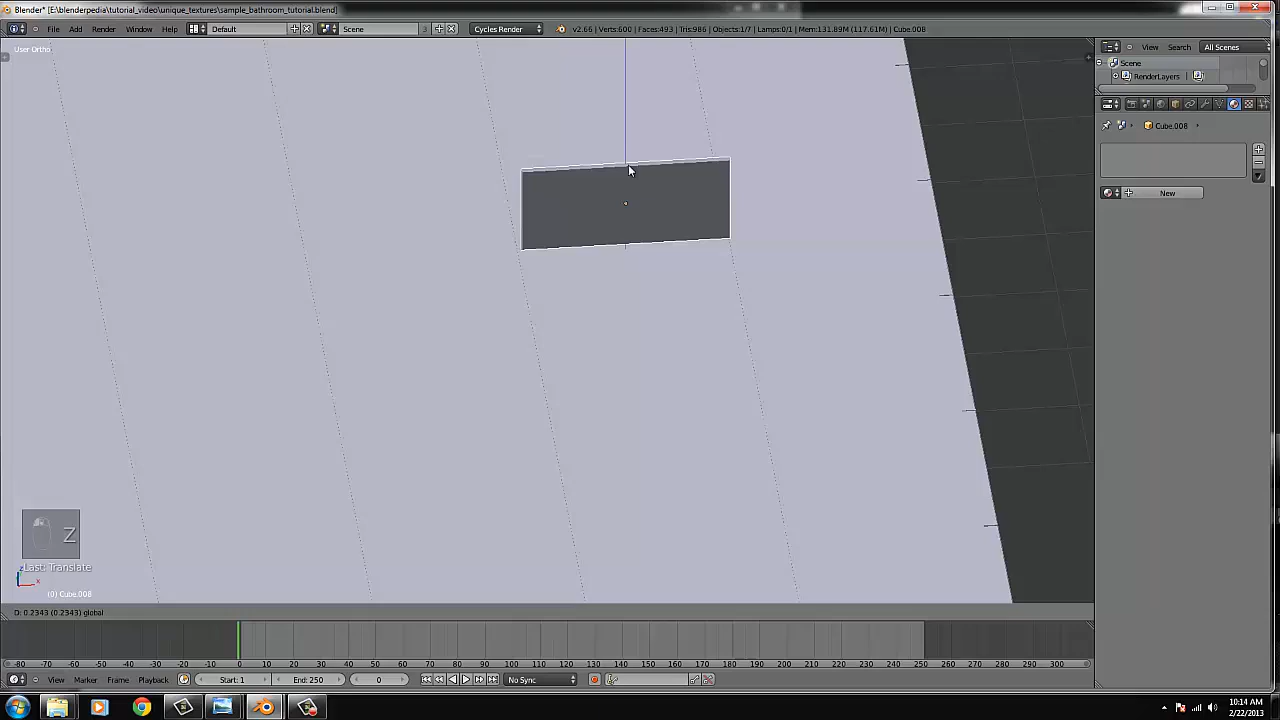 Blender* [E:\blenderpedia\tutorial_video\unique_textures\sample_bathroom_tutorial.blend]
File Add Render Window Help Default Scene 3 Cycles Render v2.66 | Verts:600 | Faces:493 | Tris:986 | Objects:1/7 | Lamps:0/1 | Mem:131.89M (117.61M) | Cube.008
User Ortho
View Search All Scenes
Scene
RenderLayers
Cube.008
New
Z
Last: Translate
z x
(0) Cube.008
D: 0.2343 (0.2343) global
-80 -70 -60 -50 -40 -30 -20 -10 0 10 20 30 40 50 60 70 80 90 100 110 120 130 140 150 160 170 180 190 200 210 220 230 240 250 260 270 280 290 300
View Marker Frame Playback Start: 1 End: 250 0 No Sync
10:14 AM
2/22/2013